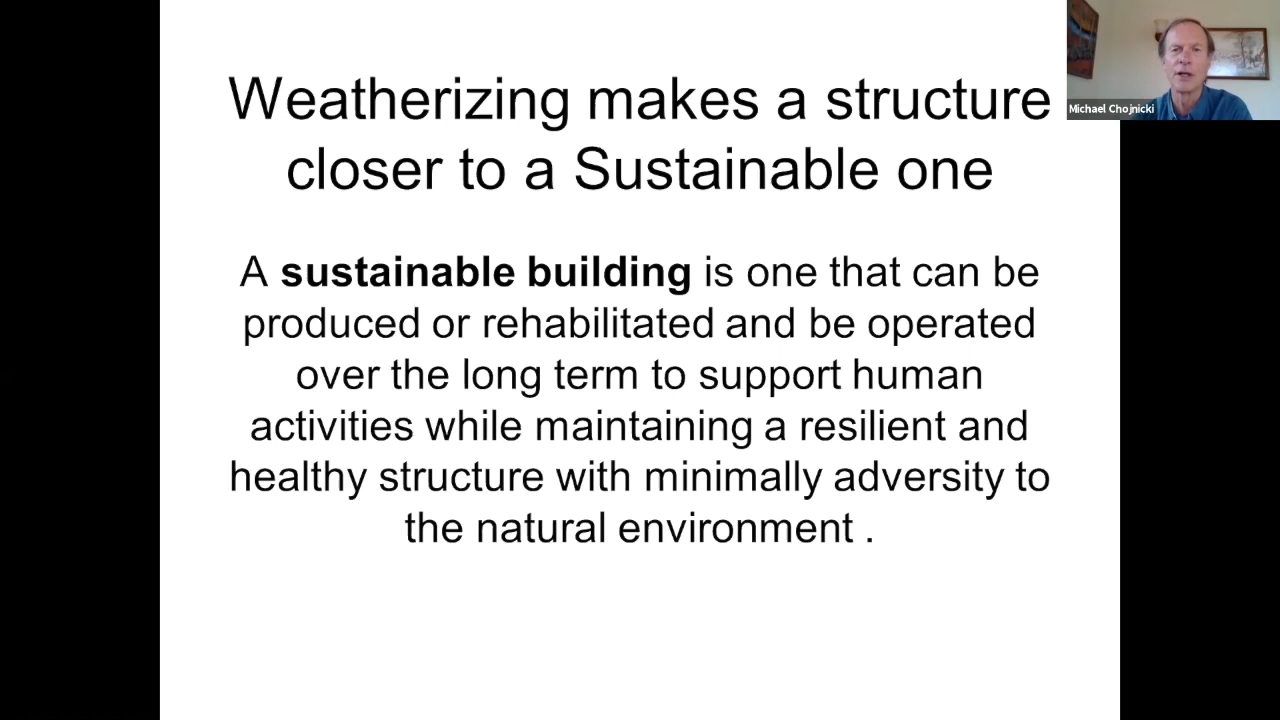 Weatherizing makes a structure
closer to a Sustainable one
A sustainable building is one that can be
produced or rehabilitated and be operated
over the long term to support human
activities while maintaining a resilient and
healthy structure with minimally adversity to
the natural environment .
Michael Chojnicki